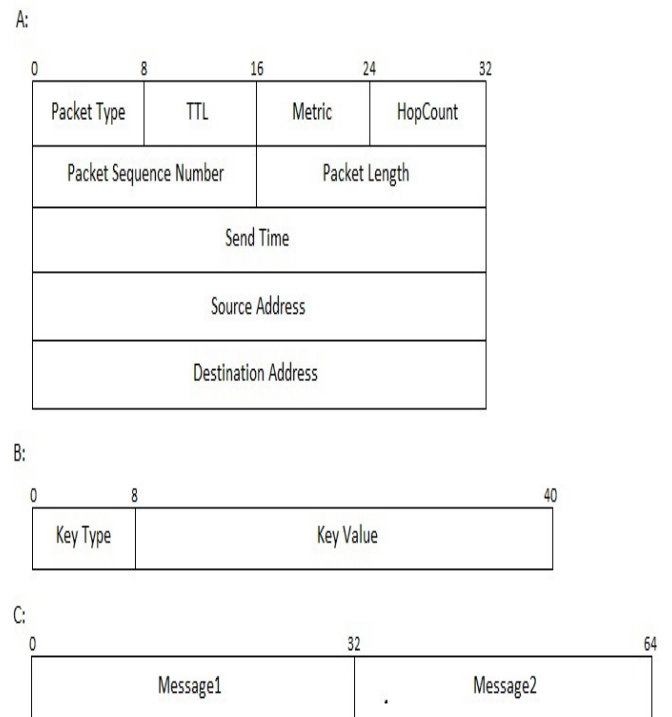 A:
0 8 16 24 32
Packet Type TTL Metric HopCount
Packet Sequence Number Packet Length
Send Time
Source Address
Destination Address
B:
0 8 40
Key Type Key Value
C:
0 32 64
Message1 Message2